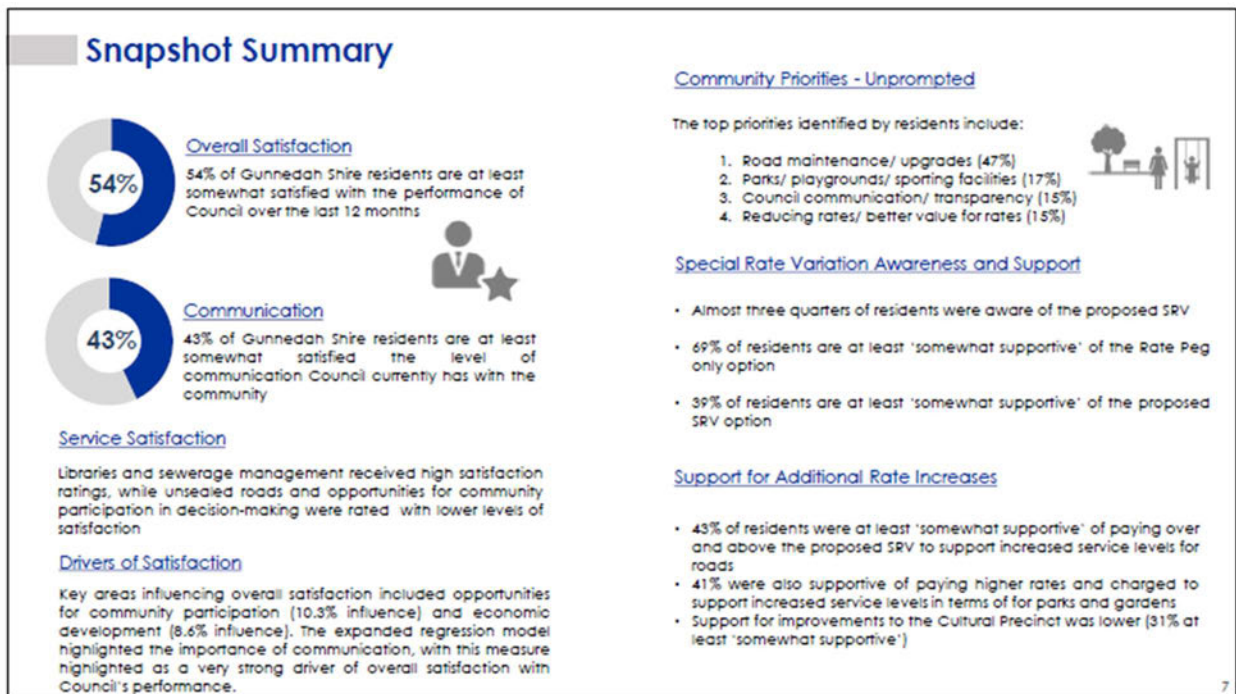 Snapshot Summary
54%
Overall Satisfaction
54% of Gunnedah Shire residents are at least
somewhat satisfied with the performance of
Council over the last 12 months
43%
Communication
43% of Gunnedah Shire residents are at least
somewhat satisfied the level of
communication Council currently has with the
community
Service Satisfaction
Libraries and sewerage management received high satisfaction
ratings, while unsealed roads and opportunities for community
participation in decision-making were rated with lower levels of
satisfaction
Drivers of Satisfaction
Key areas influencing overall satisfaction included opportunities
for community participation (10.3% influence) and economic
development (8.6% influence). The expanded regression model
highlighted the importance of communication, with this measure
highlighted as a very strong driver of overall satisfaction with
Council's performance.
Community Priorities - Unprompted
The top priorities identified by residents include:
1. Road maintenance/ upgrades (47%)
2. Parks/ playgrounds/ sporting facilities (17%)
3. Council communication/ transparency (15%)
4. Reducing rates/ better value for rates (15%)
Special Rate Variation Awareness and Support
• Almost three quarters of residents were aware of the proposed SRV
• 69% of residents are at least 'somewhat supportive' of the Rate Peg
only option
• 39% of residents are at least 'somewhat supportive' of the proposed
SRV option
Support for Additional Rate Increases
• 43% of residents were at least 'somewhat supportive' of paying over
and above the proposed SRV to support increased service levels for
roads
• 41% were also supportive of paying higher rates and charged to
support increased service levels in terms of for parks and gardens
• Support for improvements to the Cultural Precinct was lower (31% at
least 'somewhat supportive')
7